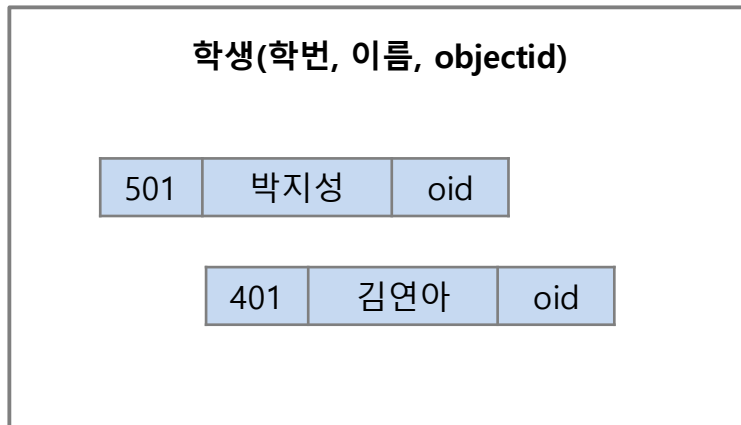 학생(학번, 이름, objectid)
501 박지성 oid
401 김연아 oid